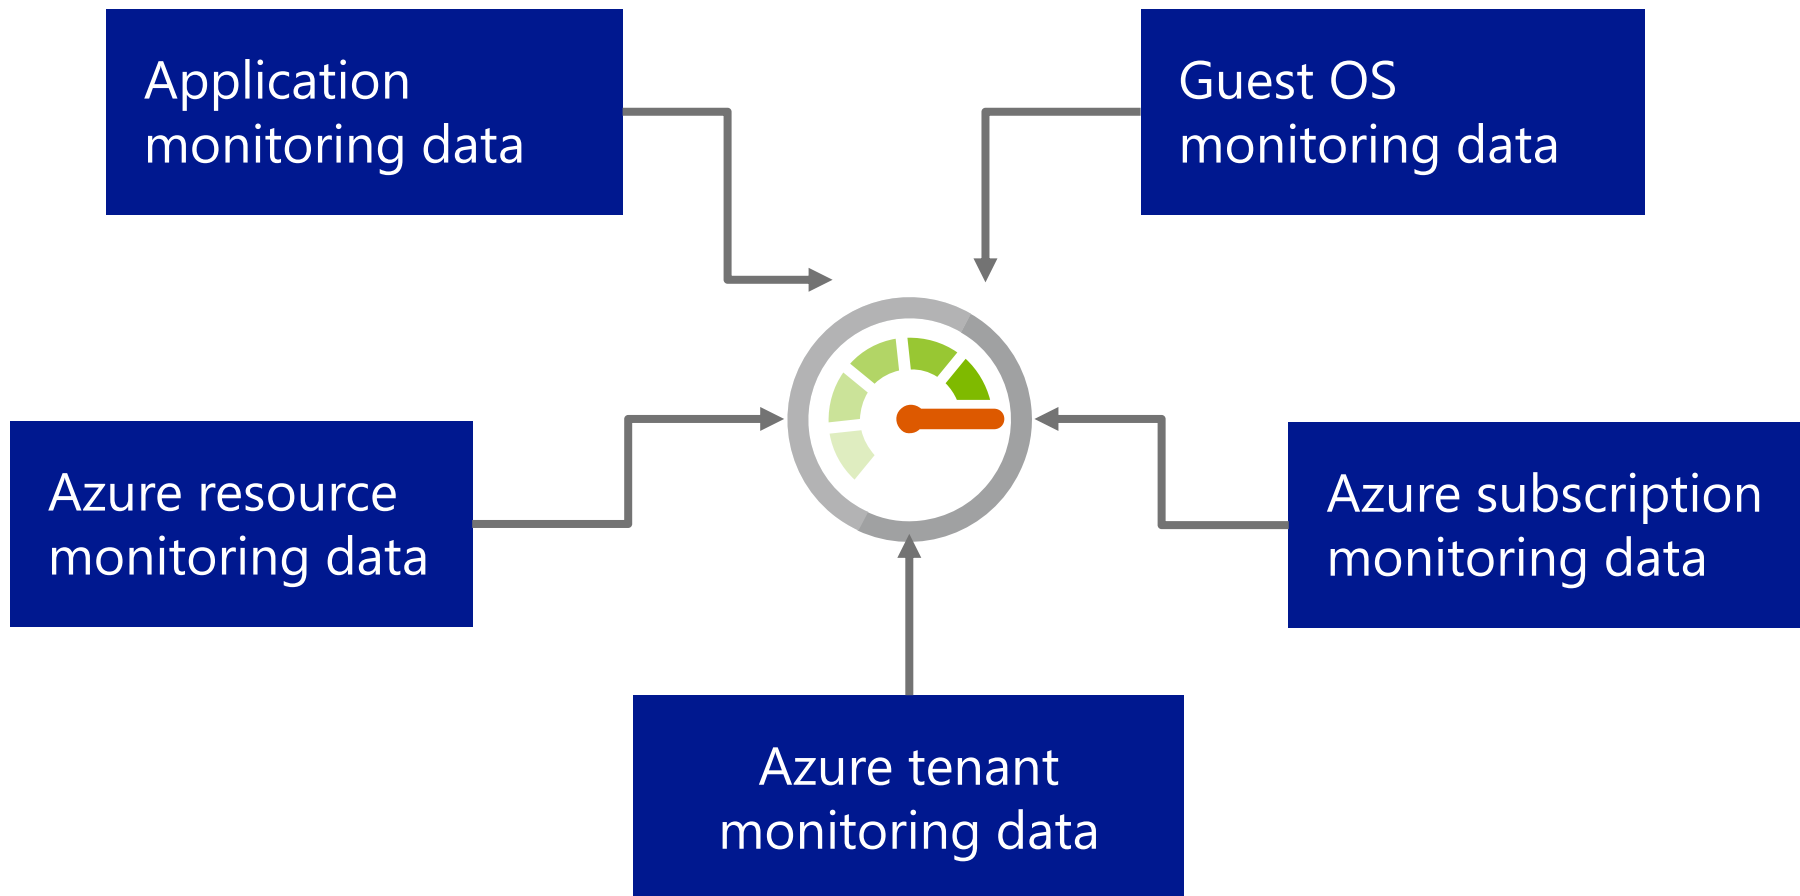 Application
monitoring data
Guest OS
monitoring data
Azure resource
monitoring data
Azure subscription
monitoring data
Azure tenant
monitoring data